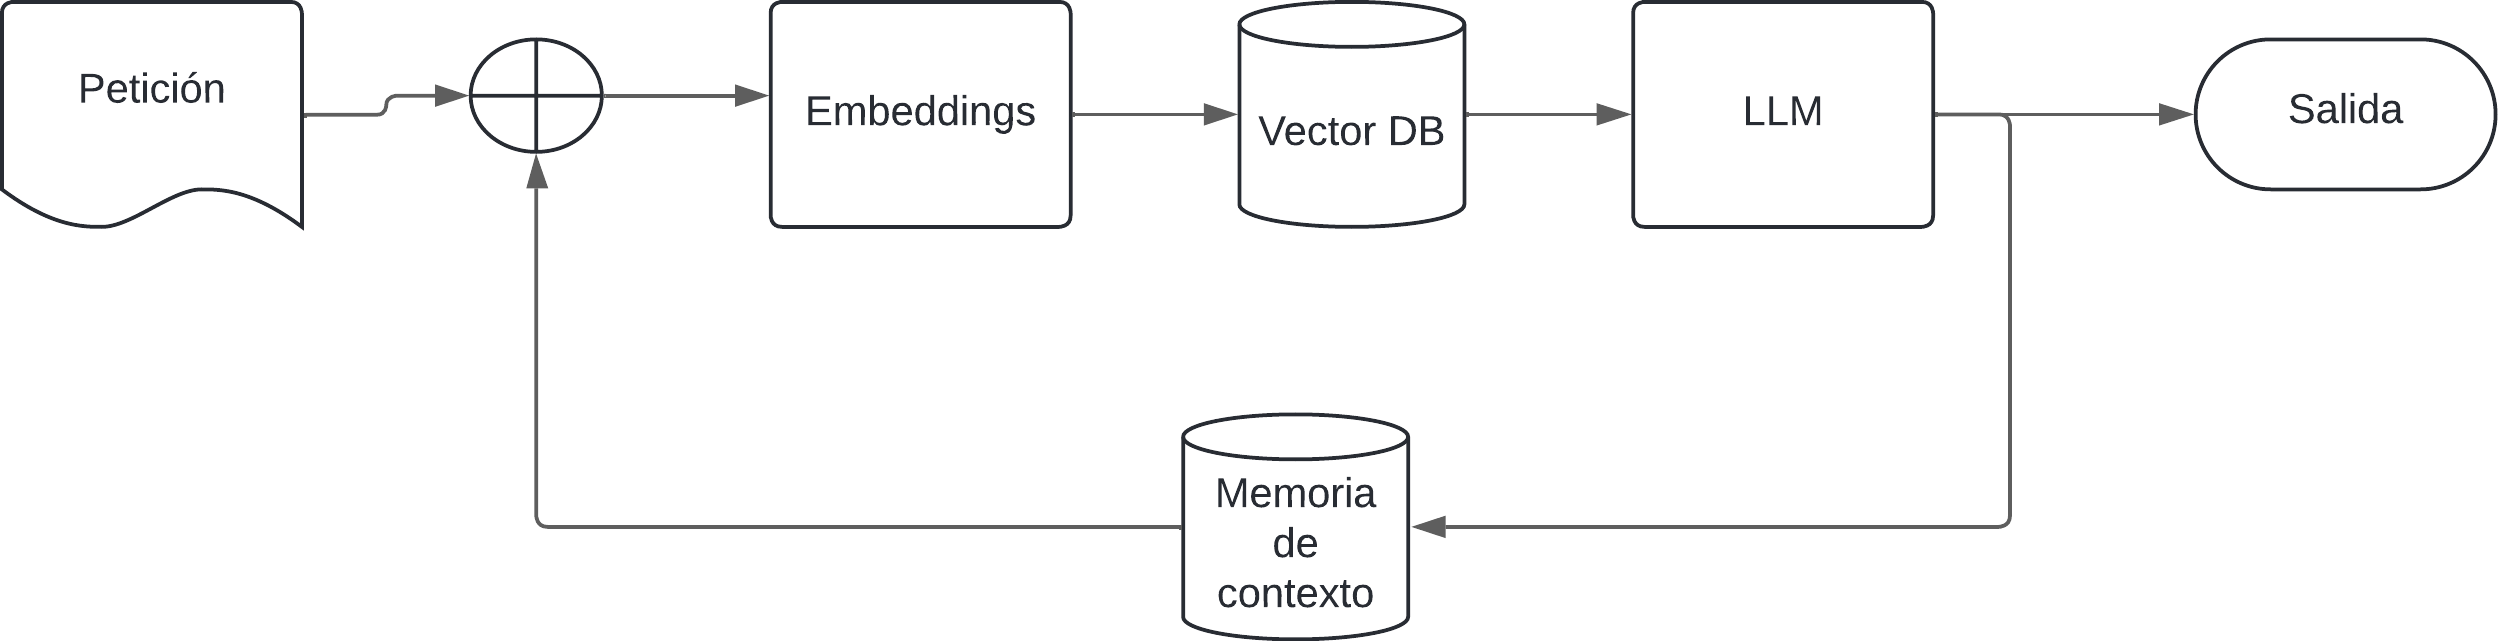 Petición
Embeddings
Vector DB
LLM
Salida
Memoria
de
contexto